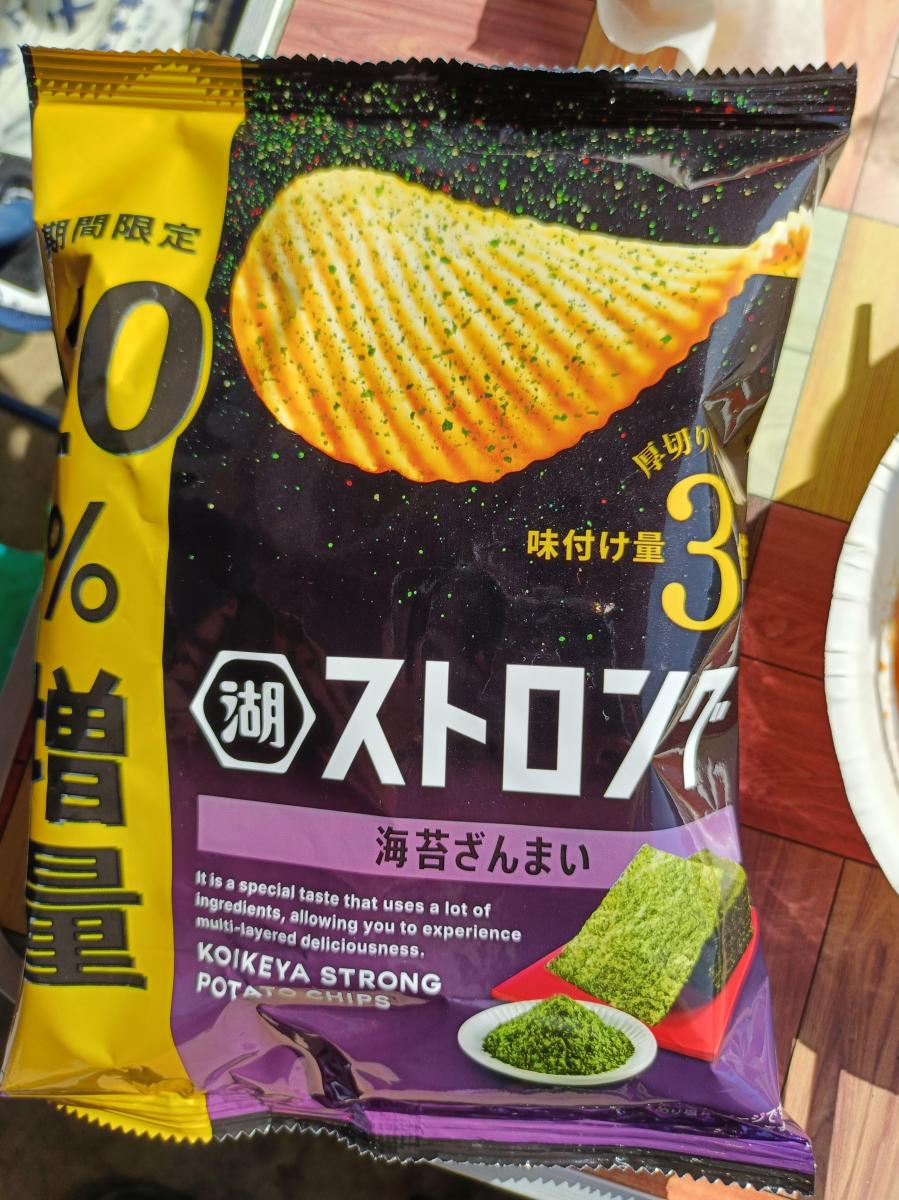 期間限定
0
%
増量
厚切り
味付け量3
湖
ストロング
海苔ざんまい
It is a special taste that uses a lot of
ingredients, allowing you to experience
multi-layered deliciousness.
KOIKEYA STRONG
POTATO CHIPS